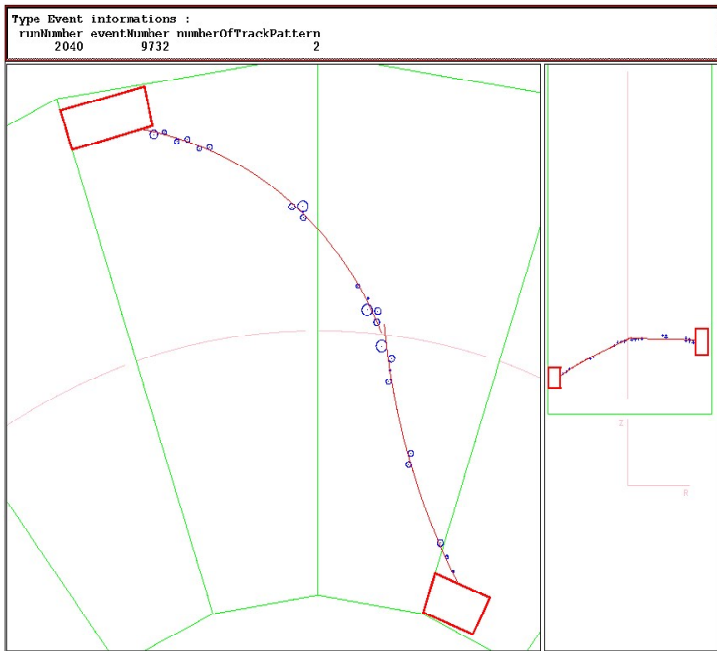 Type Event informations :
runNumber eventNumber numberOfTrackPattern
2040 9732 2
Z
R